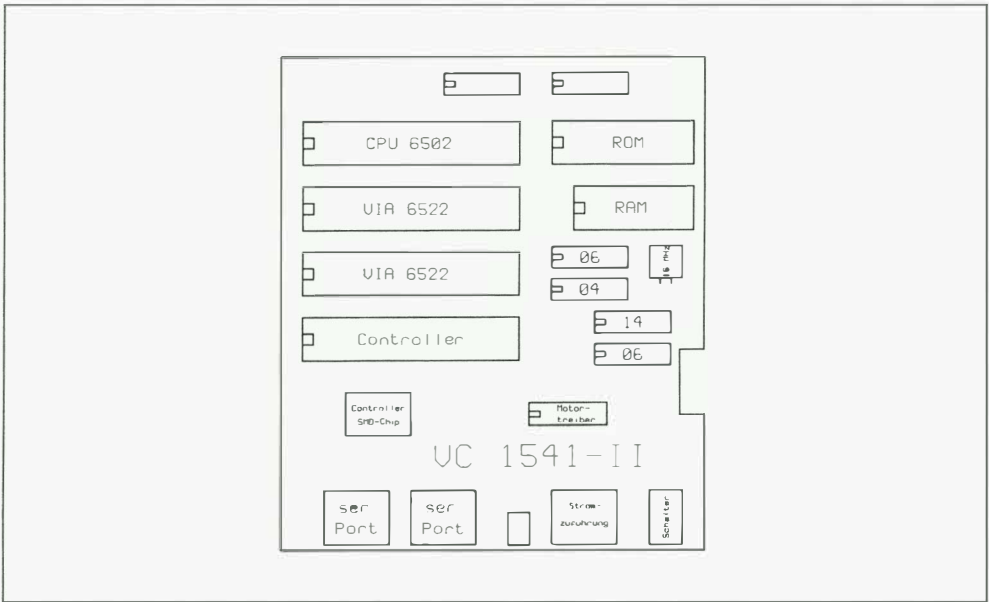 CPU 6502
ROM
VIA 6522
RAM
VIA 6522
06
16 MHz
04
Controller
14
06
Controller
SMD-Chip
Motor-
treiber
VC 1541-II
ser
Port
ser
Port
Strom-
zuführung
Schalter